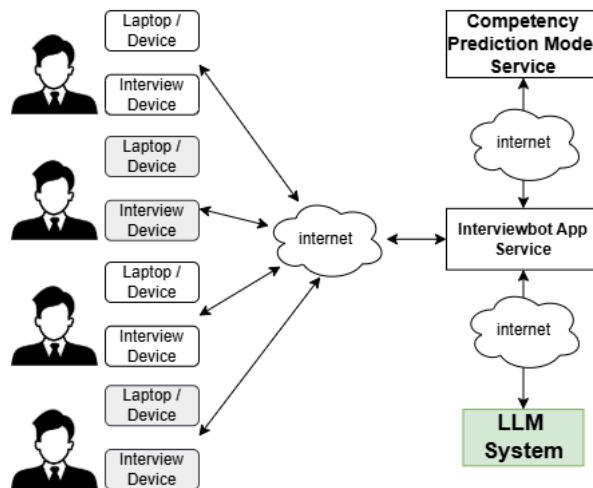 Laptop /
Device
Interview
Device
Laptop /
Device
Interview
Device
Laptop /
Device
Interview
Device
Laptop /
Device
Interview
Device
internet
Competency
Prediction Model
Service
internet
Interviewbot App
Service
internet
LLM
System